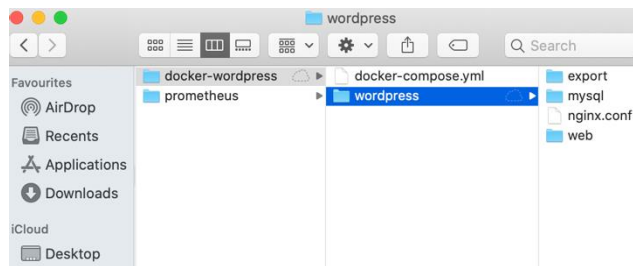 wordpress
Search
Favourites
AirDrop
Recents
Applications
Downloads
iCloud
Desktop
docker-wordpress
prometheus
docker-compose.yml
wordpress
export
mysql
nginx.conf
web